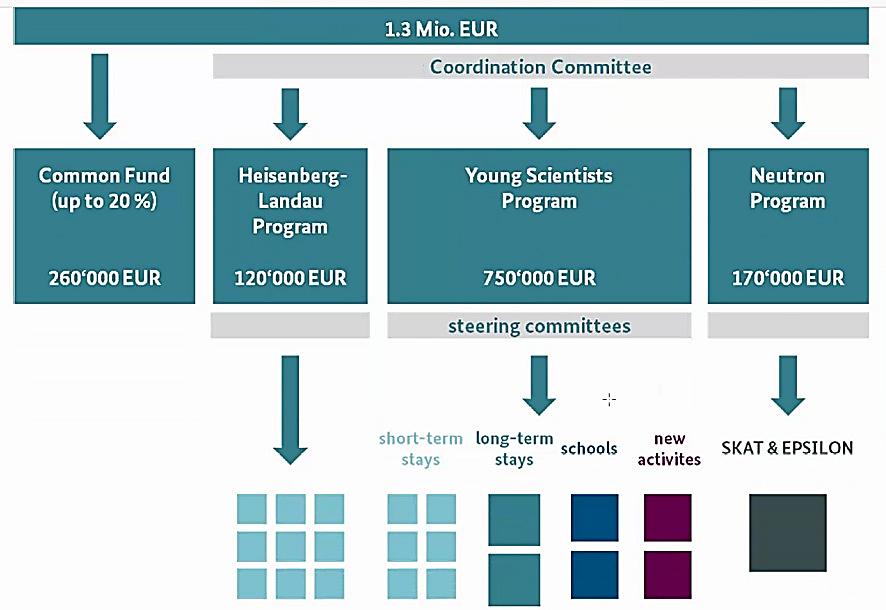 1.3 Mio. EUR
Coordination Committee
Common Fund
(up to 20 %)
260‘000 EUR
Heisenberg-
Landau
Program
120‘000 EUR
Young Scientists
Program
750‘000 EUR
Neutron
Program
170‘000 EUR
steering committees
short-term
stays
long-term
stays
schools
new
activites
SKAT & EPSILON